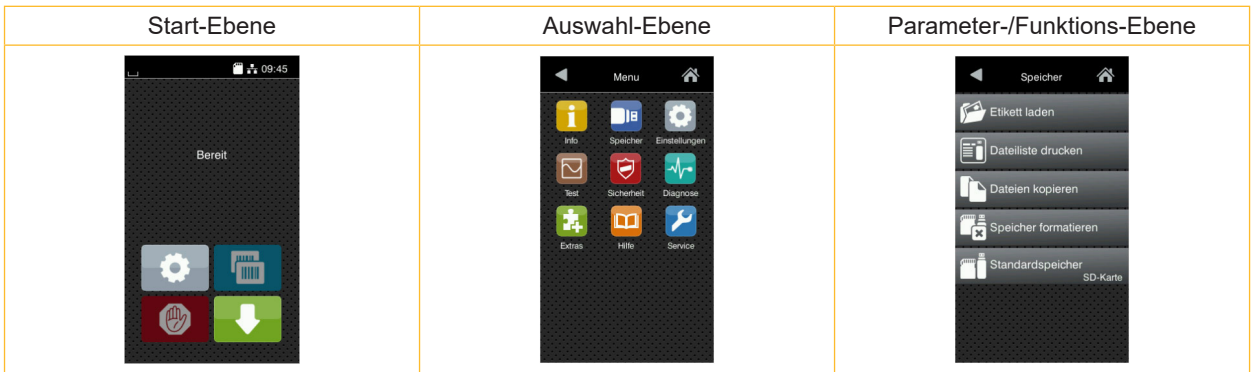 Start-Ebene
Auswahl-Ebene
Parameter-/Funktions-Ebene
09:45
Bereit
Menu
Info
Speicher
Einstellungen
Test
Sicherheit
Diagnose
Extras
Hilfe
Service
Speicher
Etikett laden
Dateiliste drucken
Dateien kopieren
Speicher formatieren
Standardspeicher
SD-Karte